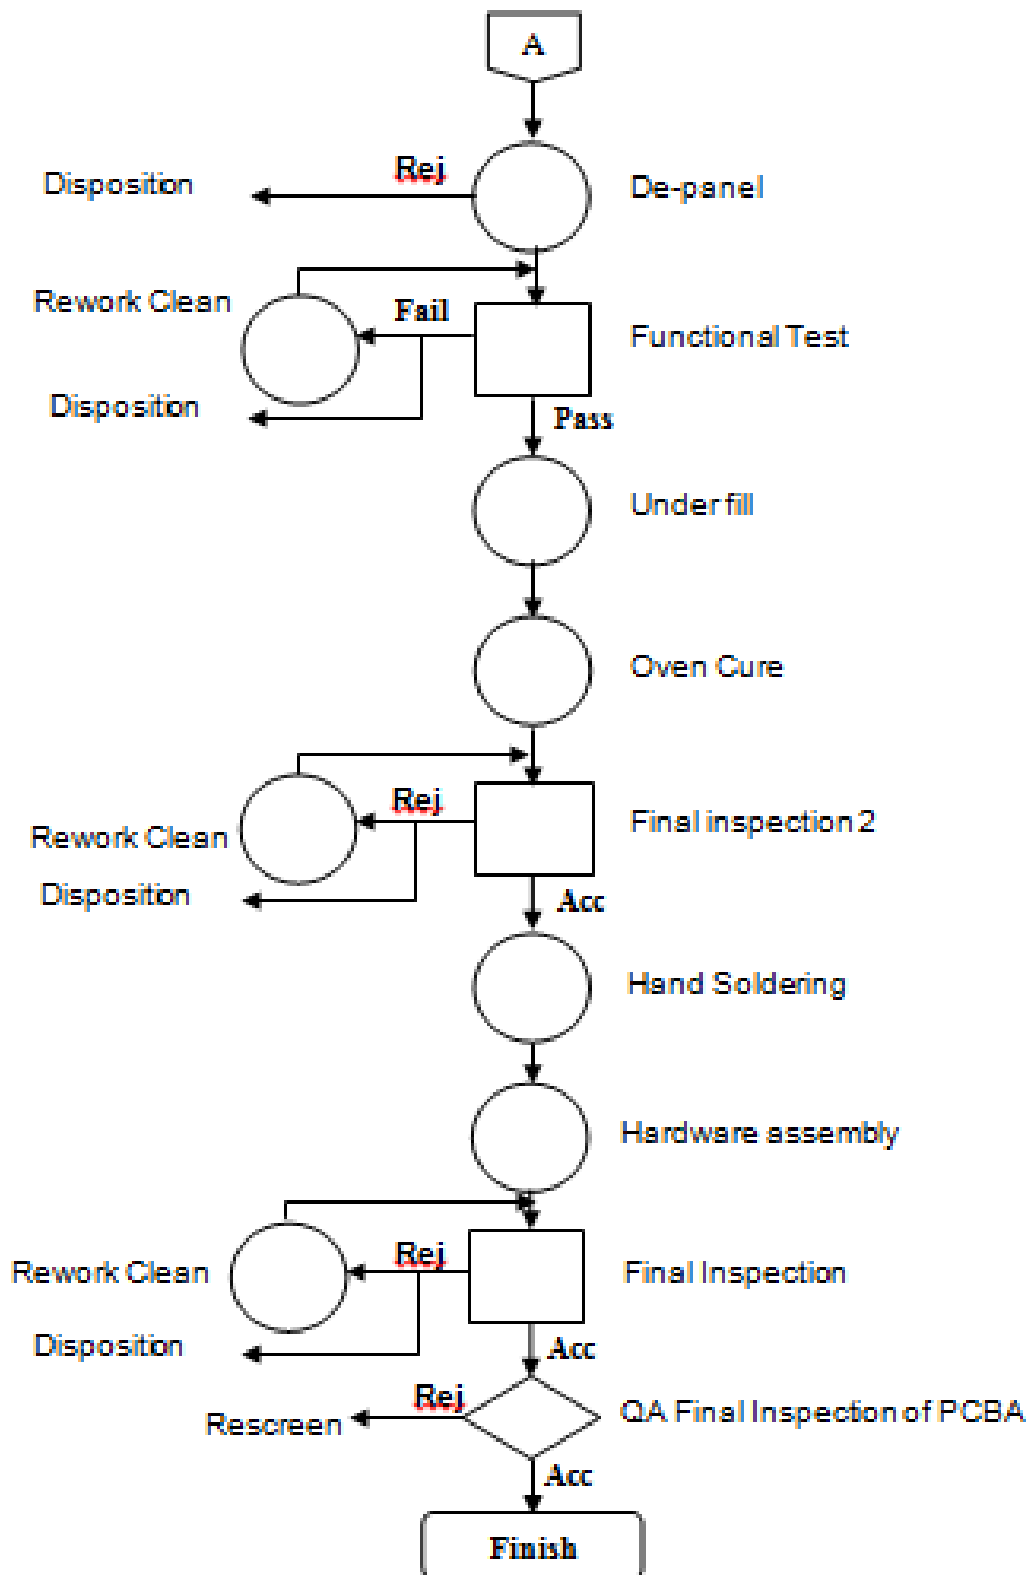 A
Rej
Disposition
De-panel
Rework Clean
Fail
Functional Test
Disposition
Pass
Under fill
Oven Cure
Rej
Final inspection 2
Rework Clean
Disposition
Acc
Hand Soldering
Hardware assembly
Rej
Rework Clean
Final Inspection
Disposition
Acc
Rej
QA Final Inspection of PCBA
Rescreen
Acc
Finish